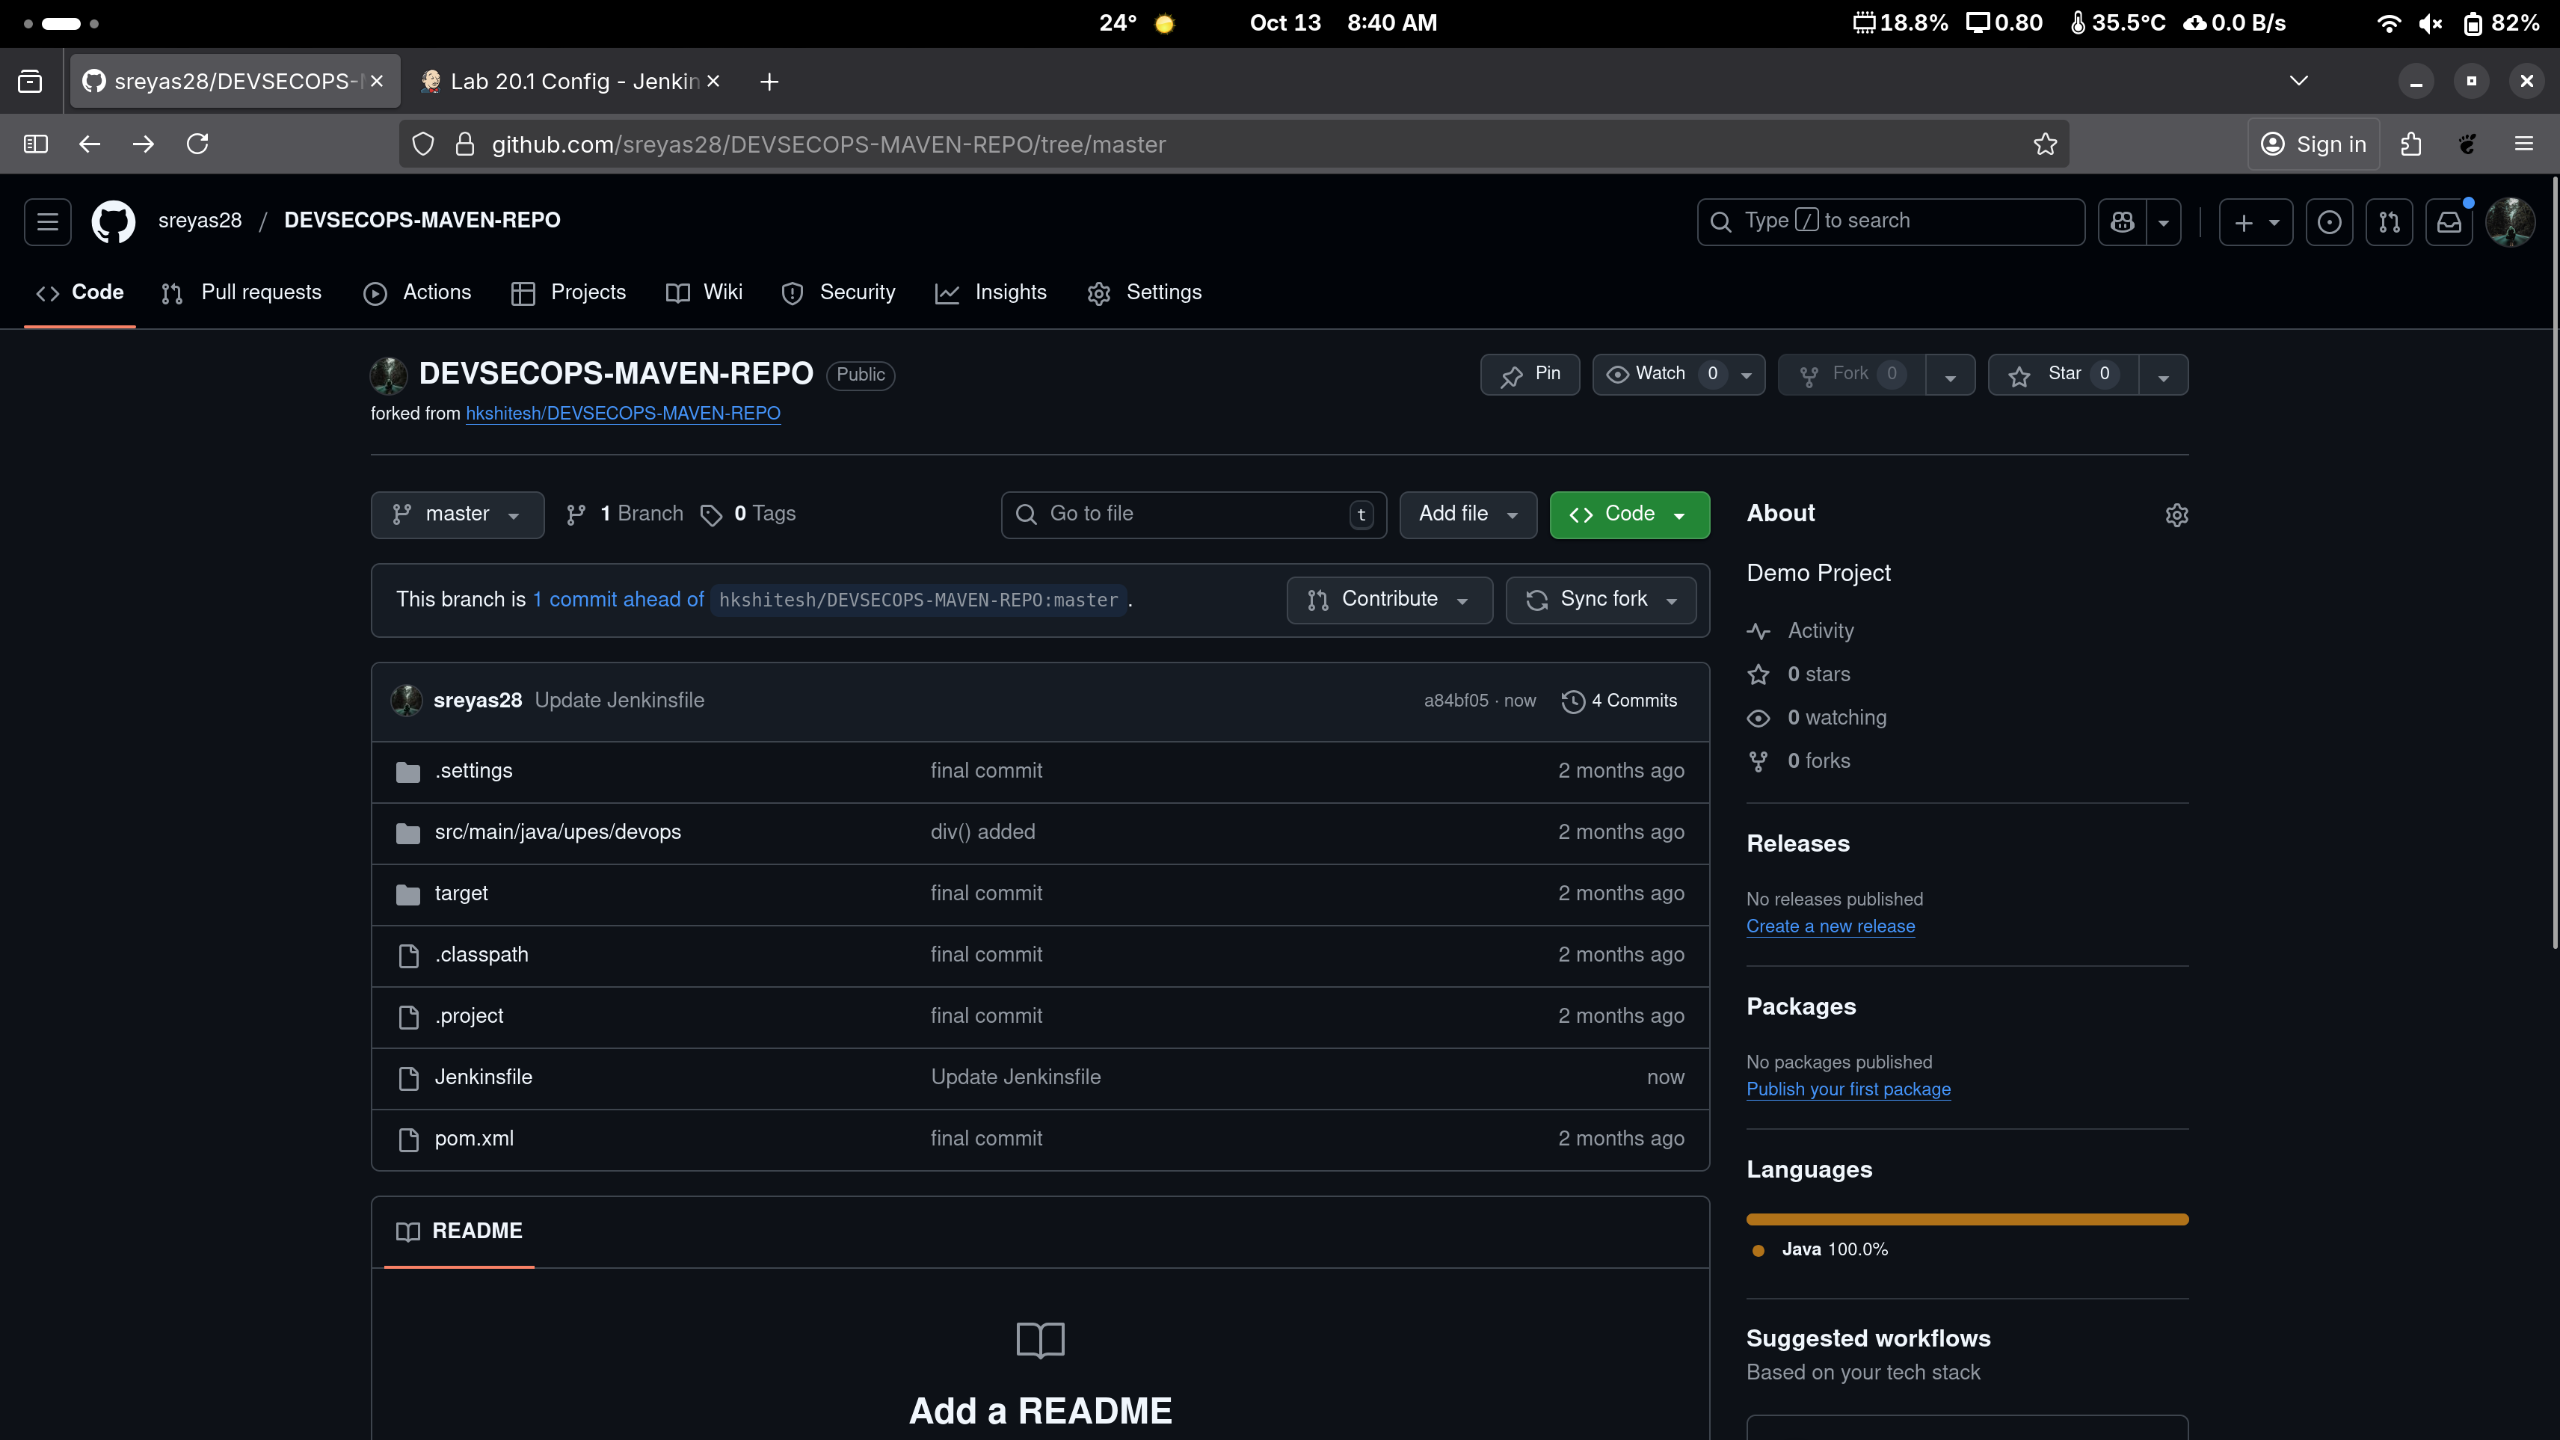 24° Oct 13 8:40 AM 18.8% 0.80 35.5°C 0.0 B/s 82%
sreyas28/DEVSECOPS- Lab 20.1 Config - Jenkin
github.com/sreyas28/DEVSECOPS-MAVEN-REPO/tree/master Sign in
sreyas28 / DEVSECOPS-MAVEN-REPO Type / to search
Code Pull requests Actions Projects Wiki Security Insights Settings
DEVSECOPS-MAVEN-REPO Public Pin Watch 0 Fork 0 Star 0
forked from hkshitesh/DEVSECOPS-MAVEN-REPO
master 1 Branch 0 Tags Go to file t Add file Code
This branch is 1 commit ahead of hkshitesh/DEVSECOPS-MAVEN-REPO:master . Contribute Sync fork
sreyas28 Update Jenkinsfile a84bf05 · now 4 Commits
.settings final commit 2 months ago
src/main/java/upes/devops div() added 2 months ago
target final commit 2 months ago
.classpath final commit 2 months ago
.project final commit 2 months ago
Jenkinsfile Update Jenkinsfile now
pom.xml final commit 2 months ago
README
Add a README
About
Demo Project
Activity
0 stars
0 watching
0 forks
Releases
No releases published
Create a new release
Packages
No packages published
Publish your first package
Languages
Java 100.0%
Suggested workflows
Based on your tech stack